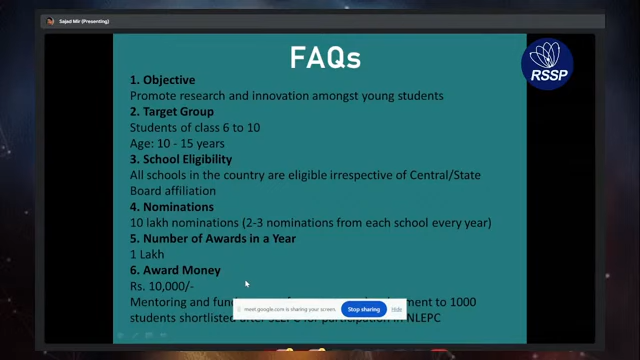 Sajad Mir (Presenting)
FAQs
RSSP
1. Objective
Promote research and innovation amongst young students
2. Target Group
Students of class 6 to 10
Age: 10 - 15 years
3. School Eligibility
All schools in the country are eligible irrespective of Central/State
Board affiliation
4. Nominations
10 lakh nominations (2-3 nominations from each school every year)
5. Number of Awards in a Year
1 Lakh
6. Award Money
Rs. 10,000/-
meet.google.com is sharing your screen. Stop sharing Hide
Mentoring and to 1000
students shortlisted for participation in NLEPC